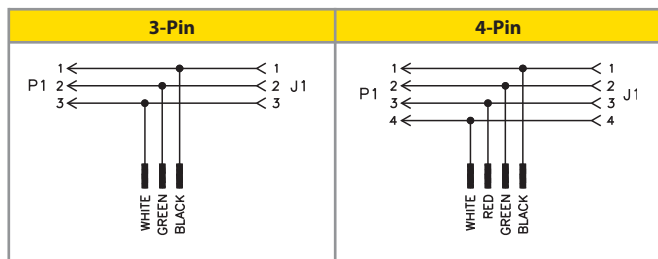 3-Pin
4-Pin
1 1
P1 2 2 J1
3 3
WHITE
GREEN
BLACK
1 1
2 2
P1 3 3 J1
4 4
WHITE
RED
GREEN
BLACK